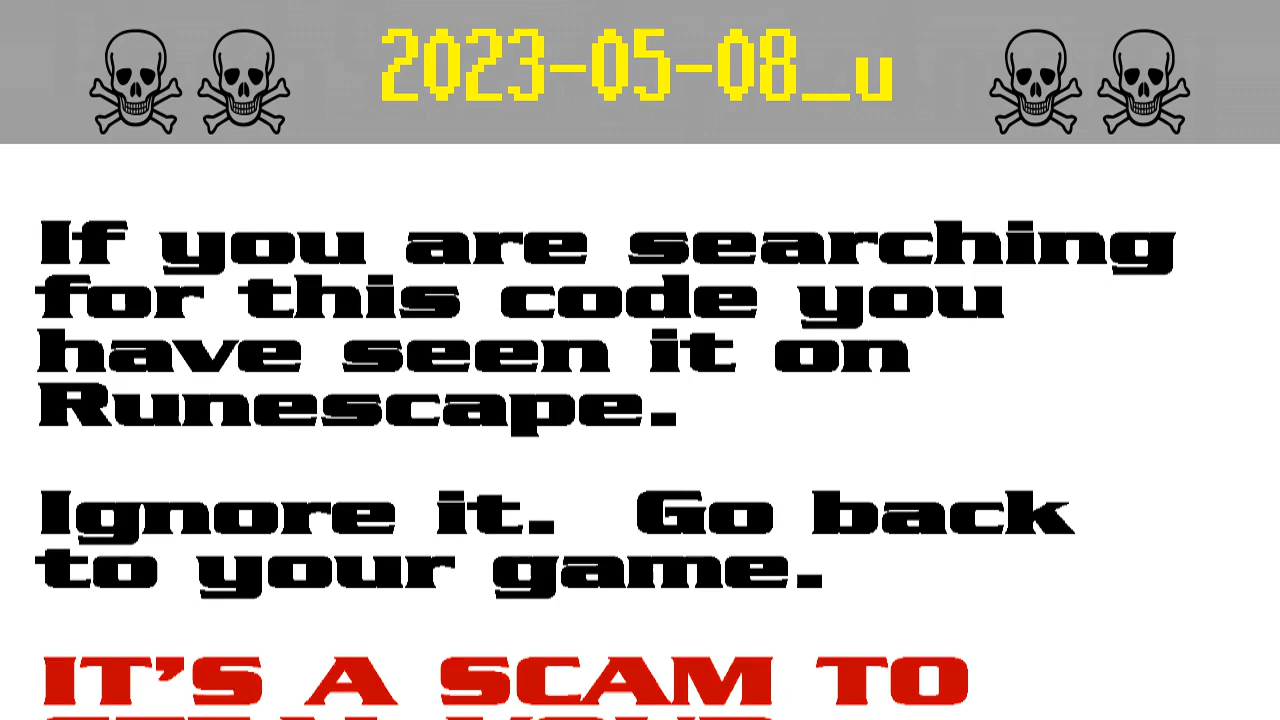 2023-05-08_u
If you are searching
for this code you
have seen it on
Runescape.
Ignore it. Go back
to your game.
IT'S A SCAM TO